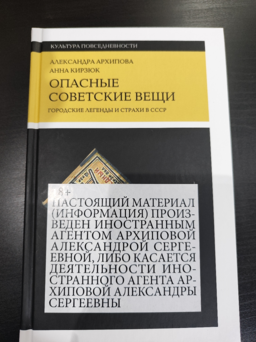 КУЛЬТУРА ПОВСЕДНЕВНОСТИ
АЛЕКСАНДРА АРХИПОВА
АННА КИРЗЮК
ОПАСНЫЕ
СОВЕТСКИЕ ВЕЩИ
ГОРОДСКИЕ ЛЕГЕНДЫ И СТРАХИ В СССР
18+
НАСТОЯЩИЙ МАТЕРИАЛ
(ИНФОРМАЦИЯ) ПРОИЗ-
ВЕДЕН ИНОСТРАННЫМ
АГЕНТОМ АРХИПОВОЙ
АЛЕКСАНДРОЙ СЕРГЕ-
ЕВНОЙ, ЛИБО КАСАЕТСЯ
ДЕЯТЕЛЬНОСТИ ИНО-
СТРАННОГО АГЕНТА АР-
ХИПОВОЙ АЛЕКСАНДРЫ
СЕРГЕЕВНЫ